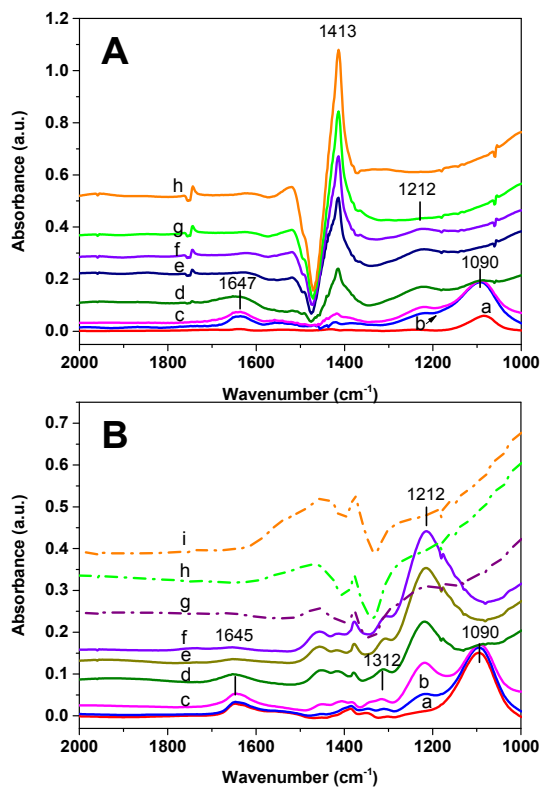 A
1413
1.2
1.0
0.8
0.6
0.4
0.2
0.0
Absorbance (a.u.)
h
g
f
e
d
c
b
a
1647
1212
1090
2000 1800 1600 1400 1200 1000
Wavenumber (cm-1)
B
0.7
0.6
0.5
0.4
0.3
0.2
0.1
0.0
Absorbance (a.u.)
1212
i
h
g
f
e
d
c
b
a
1645
1312
1090
2000 1800 1600 1400 1200 1000
Wavenumber (cm-1)